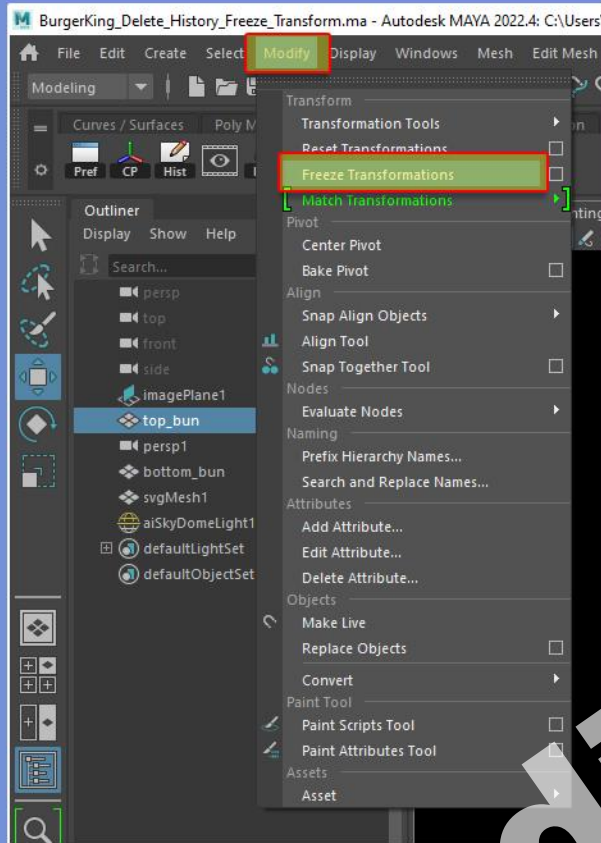 M BurgerKing_Delete_History_Freeze_Transform.ma - Autodesk MAYA 2022.4: C:\Users\
File Edit Create Select Modify Display Windows Mesh Edit Mesh
Modeling
Curves / Surfaces Poly M
Pref CP Hist
Outliner
Display Show Help
Search...
persp
top
front
side
imagePlane1
top_bun
persp1
bottom_bun
svgMesh1
aiSkyDomeLight1
defaultLightSet
defaultObjectSet
Transform
Transformation Tools
Reset Transformations
Freeze Transformations
Match Transformations
Pivot
Center Pivot
Bake Pivot
Align
Snap Align Objects
Align Tool
Snap Together Tool
Nodes
Evaluate Nodes
Naming
Prefix Hierarchy Names...
Search and Replace Names...
Attributes
Add Attribute...
Edit Attribute...
Delete Attribute...
Objects
Make Live
Replace Objects
Convert
Paint Tool
Paint Scripts Tool
Paint Attributes Tool
Assets
Asset